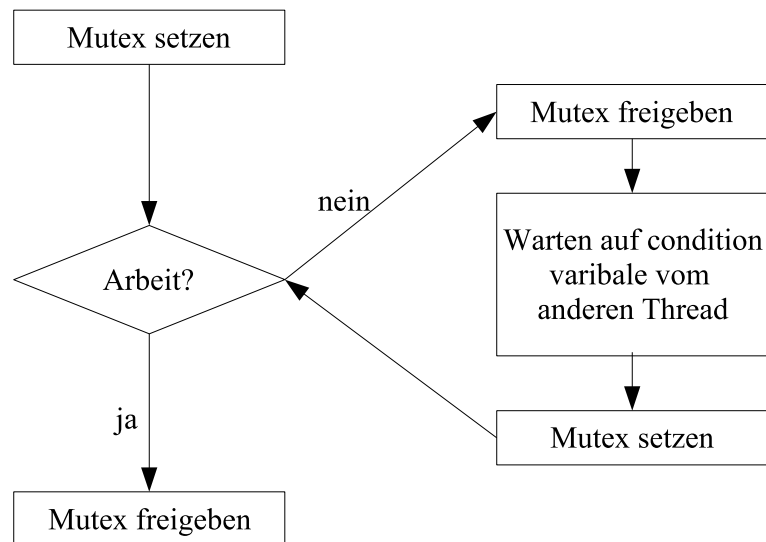 Mutex setzen
Mutex freigeben
nein
Warten auf condition
varibale vom
anderen Thread
Arbeit?
ja
Mutex setzen
Mutex freigeben